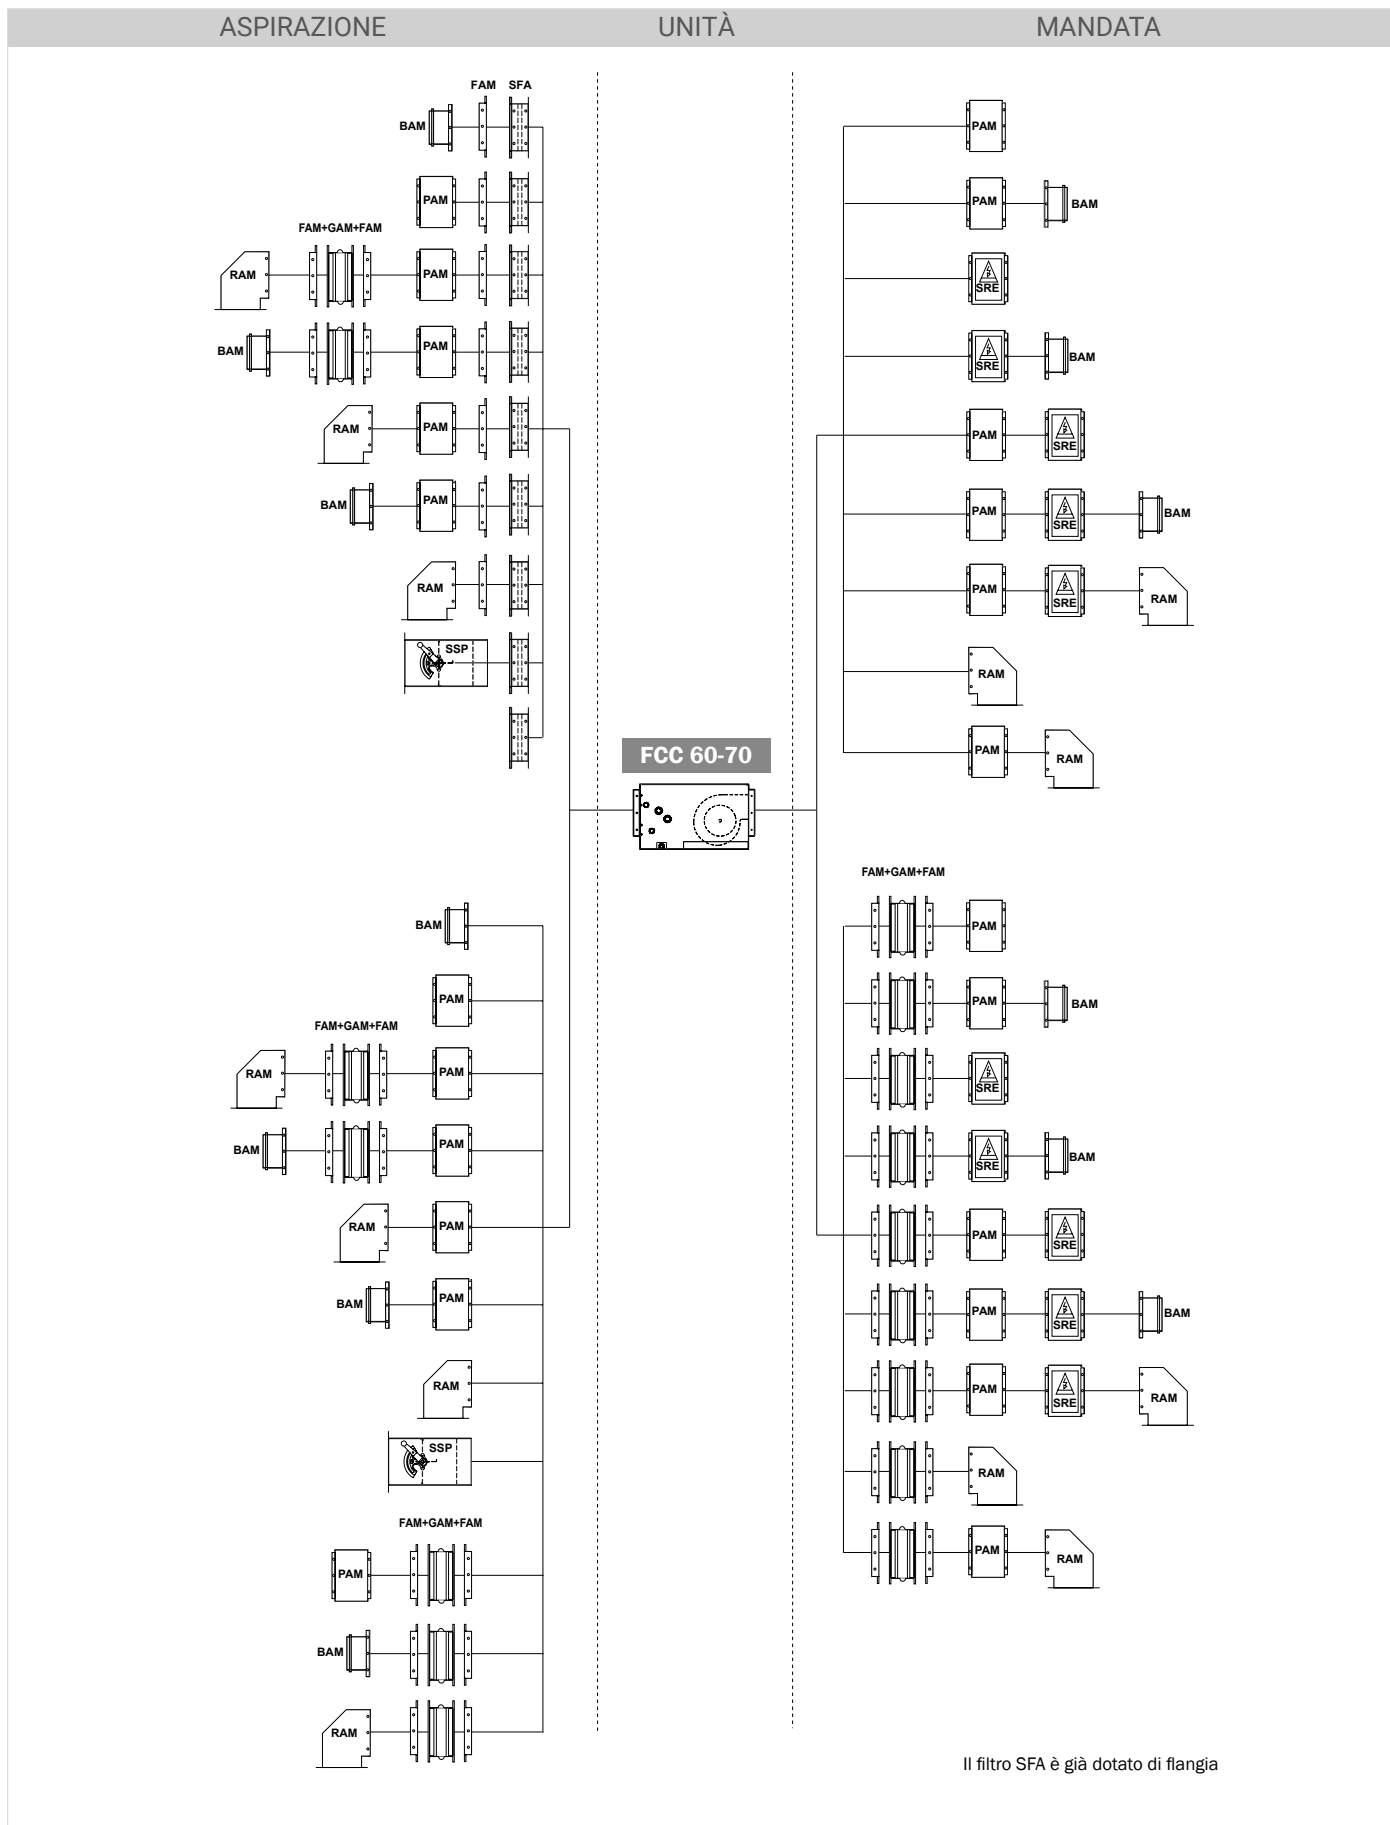 ASPIRAZIONE UNITÀ MANDATA
FAM SFA
BAM
PAM
FAM+GAM+FAM
RAM PAM
BAM PAM
RAM PAM
BAM PAM
RAM
SSP
PAM
PAM BAM
SRE
SRE BAM
PAM SRE
PAM SRE BAM
PAM SRE RAM
RAM
PAM RAM
FCC 60-70
BAM
PAM
FAM+GAM+FAM
RAM PAM
BAM PAM
RAM PAM
BAM PAM
RAM
SSP
FAM+GAM+FAM
PAM
BAM
RAM
FAM+GAM+FAM
PAM
PAM BAM
SRE
SRE BAM
PAM SRE
PAM SRE BAM
PAM SRE RAM
RAM
PAM RAM
Il filtro SFA è già dotato di flangia